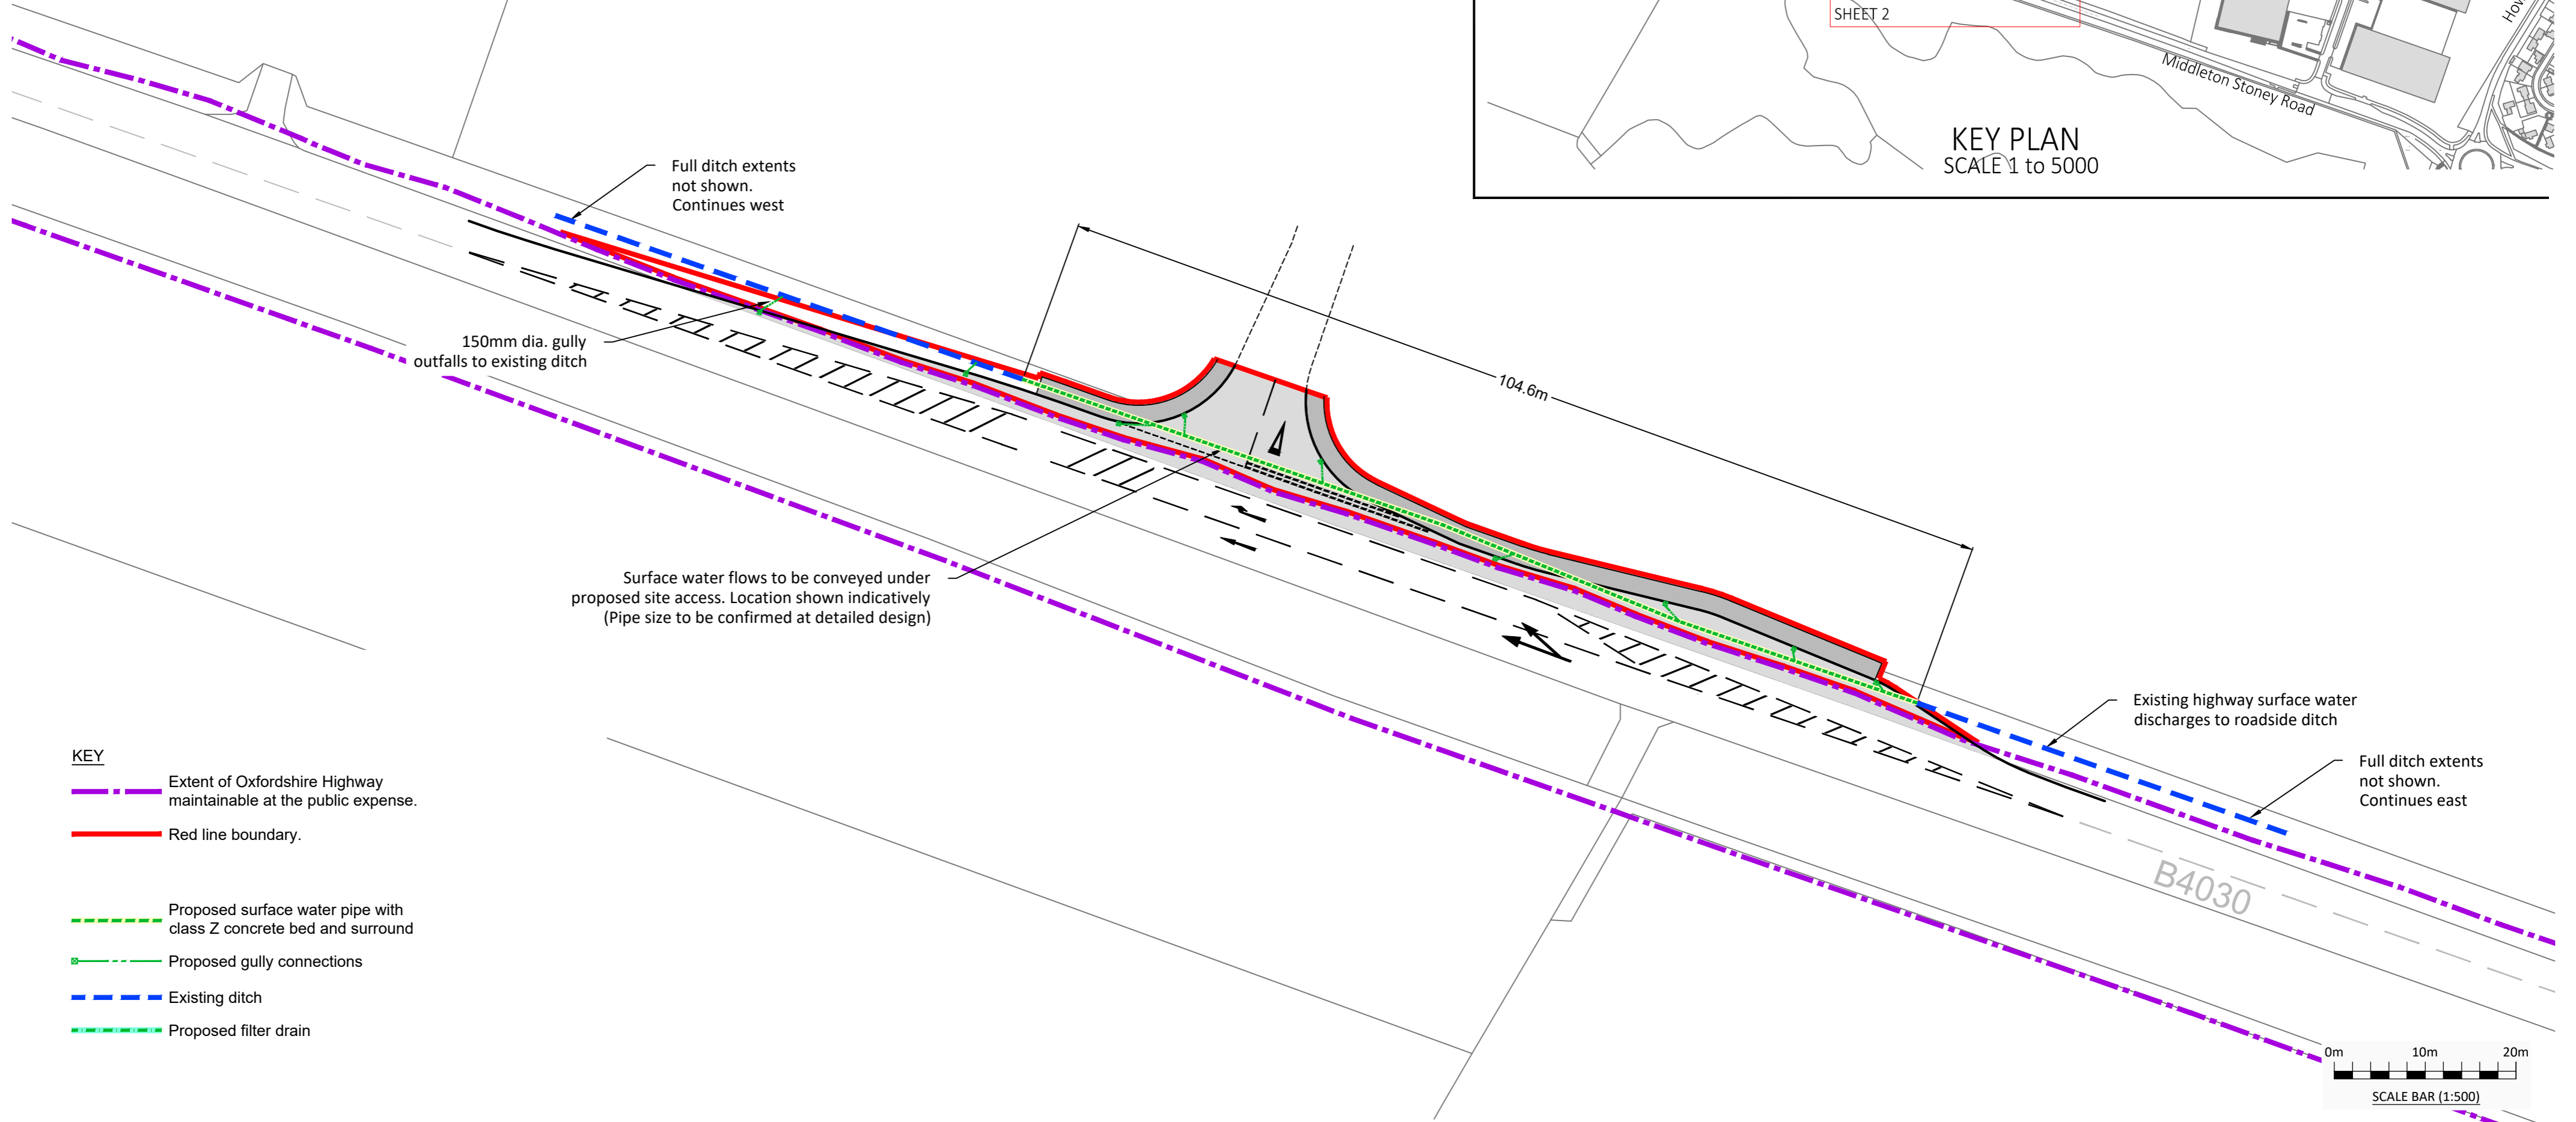 SHEET 2
Middleton Stoney Road
KEY PLAN
SCALE 1 to 5000
Full ditch extents
not shown.
Continues west
104.6m
150mm dia. gully
outfalls to existing ditch
Surface water flows to be conveyed under
proposed site access. Location shown indicatively
(Pipe size to be confirmed at detailed design)
Existing highway surface water
discharges to roadside ditch
Full ditch extents
not shown.
Continues east
B4030
KEY
Extent of Oxfordshire Highway
maintainable at the public expense.
Red line boundary.
Proposed surface water pipe with
class Z concrete bed and surround
Proposed gully connections
Existing ditch
Proposed filter drain
0m 10m 20m
SCALE BAR (1:500)